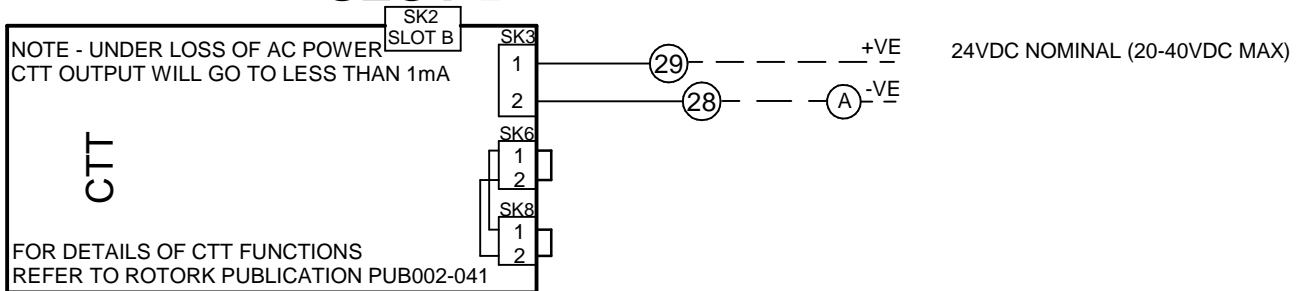 SK2
SLOT B
NOTE - UNDER LOSS OF AC POWER
CTT OUTPUT WILL GO TO LESS THAN 1mA
SK3
1
2
29
+VE
24VDC NOMINAL (20-40VDC MAX)
28
A
-VE
CTT
SK6
1
2
SK8
1
2
FOR DETAILS OF CTT FUNCTIONS
REFER TO ROTORK PUBLICATION PUB002-041